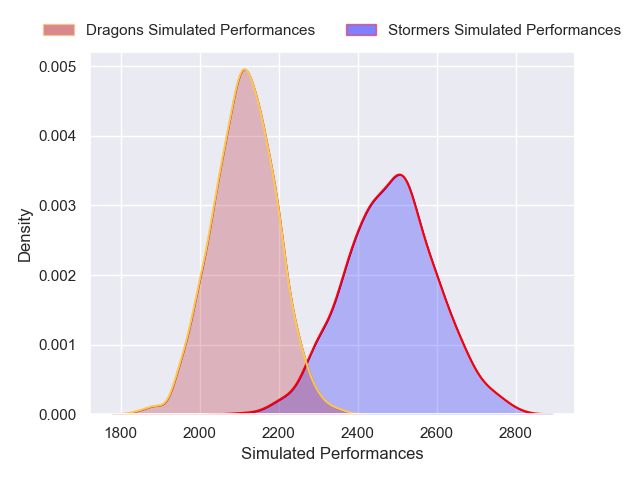 Dragons Simulated Performances
Stormers Simulated Performances
0.005
0.004
0.003
0.002
0.001
0.000
Density
1800 2000 2200 2400 2600 2800
Simulated Performances